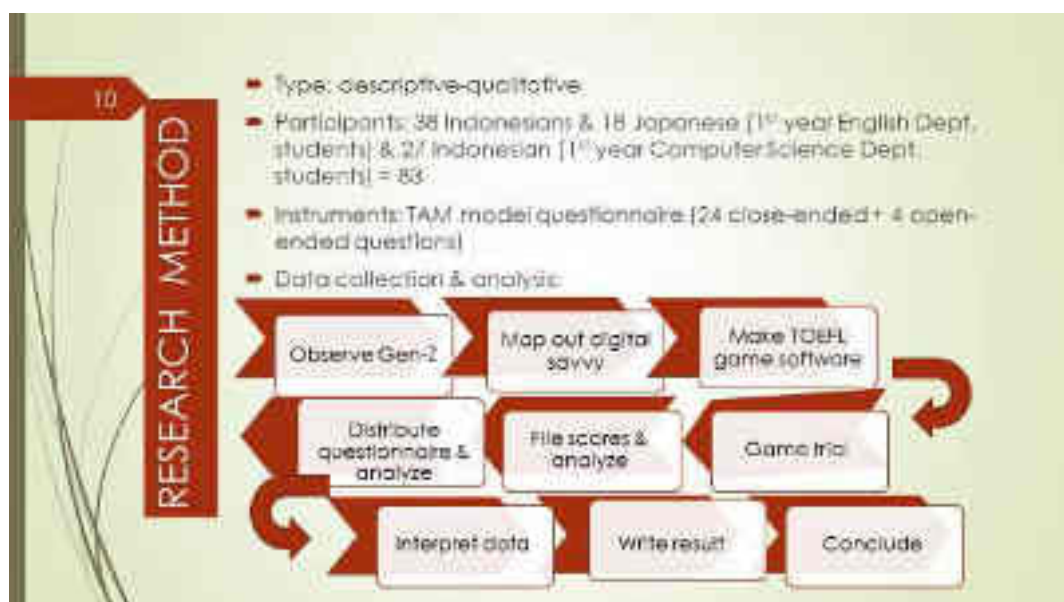 10
RESEARCH METHOD
Type: descriptive-qualitative
Participants: 38 Indonesians & 18 Japanese (1st year English Dept.
students) & 27 Indonesian (1st year Computer Science Dept.
students) = 83
Instruments: TAM model questionnaire (24 close-ended + 4 open-
ended questions)
Data collection & analysis:
Observe Gen-Z
Map out digital
savvy
Make TOEFL
game software
Game trial
File scores &
analyze
Distribute
questionnaire &
analyze
Interpret data
Write result
Conclude